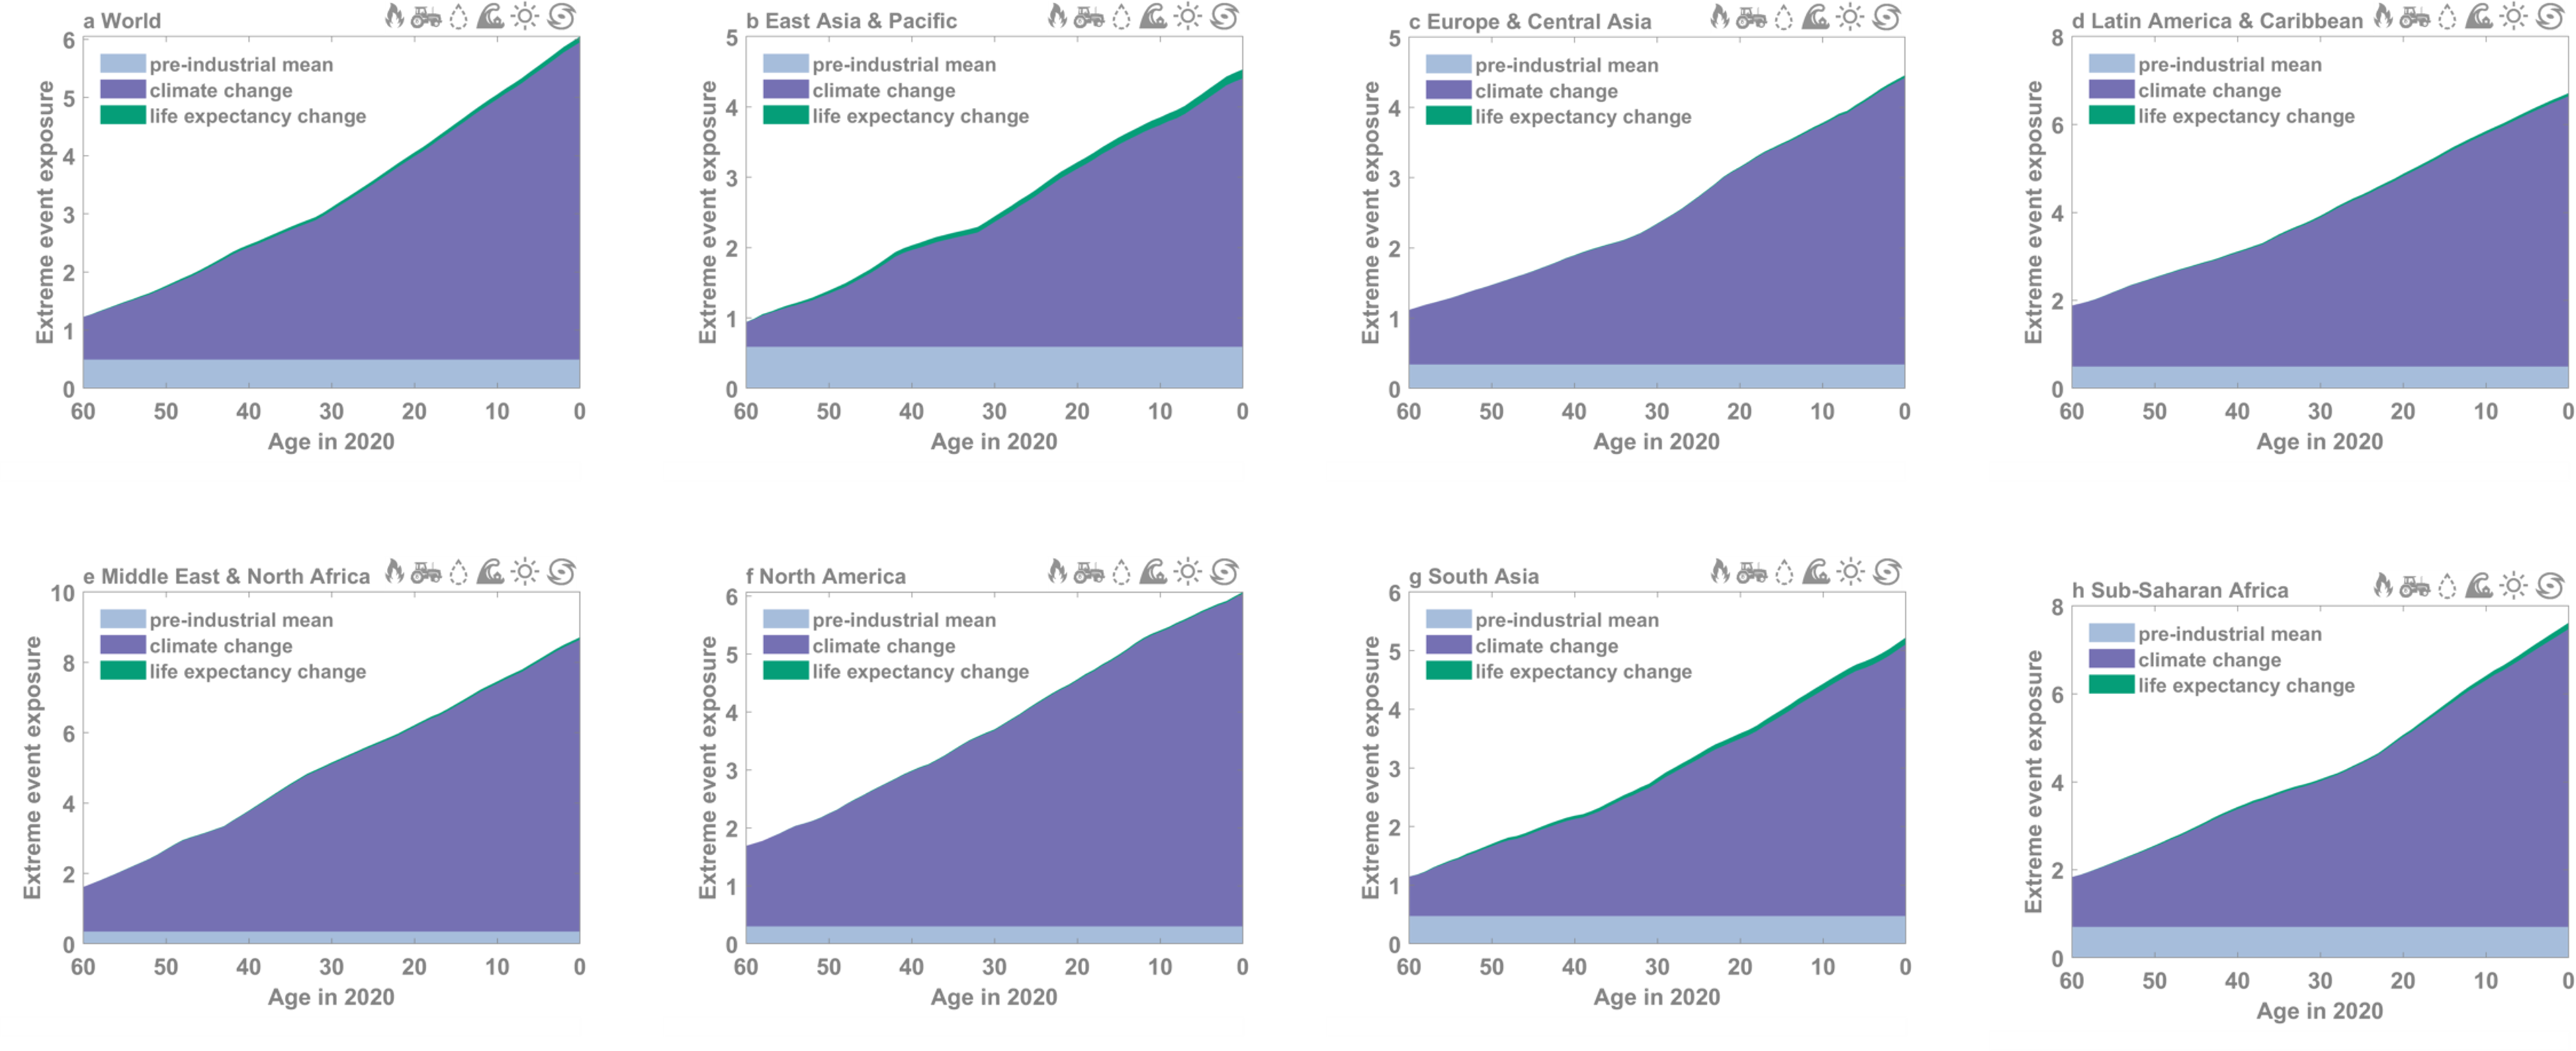 a World
Extreme event exposure
6
5
4
3
2
1
0
pre-industrial mean
climate change
life expectancy change
60 50 40 30 20 10 0
Age in 2020
b East Asia & Pacific
Extreme event exposure
5
4
3
2
1
0
pre-industrial mean
climate change
life expectancy change
60 50 40 30 20 10 0
Age in 2020
c Europe & Central Asia
Extreme event exposure
5
4
3
2
1
0
pre-industrial mean
climate change
life expectancy change
60 50 40 30 20 10 0
Age in 2020
d Latin America & Caribbean
Extreme event exposure
8
6
4
2
0
pre-industrial mean
climate change
life expectancy change
60 50 40 30 20 10 0
Age in 2020
e Middle East & North Africa
Extreme event exposure
10
8
6
4
2
0
pre-industrial mean
climate change
life expectancy change
60 50 40 30 20 10 0
Age in 2020
f North America
Extreme event exposure
6
5
4
3
2
1
0
pre-industrial mean
climate change
life expectancy change
60 50 40 30 20 10 0
Age in 2020
g South Asia
Extreme event exposure
6
5
4
3
2
1
0
pre-industrial mean
climate change
life expectancy change
60 50 40 30 20 10 0
Age in 2020
h Sub-Saharan Africa
Extreme event exposure
8
6
4
2
0
pre-industrial mean
climate change
life expectancy change
60 50 40 30 20 10 0
Age in 2020